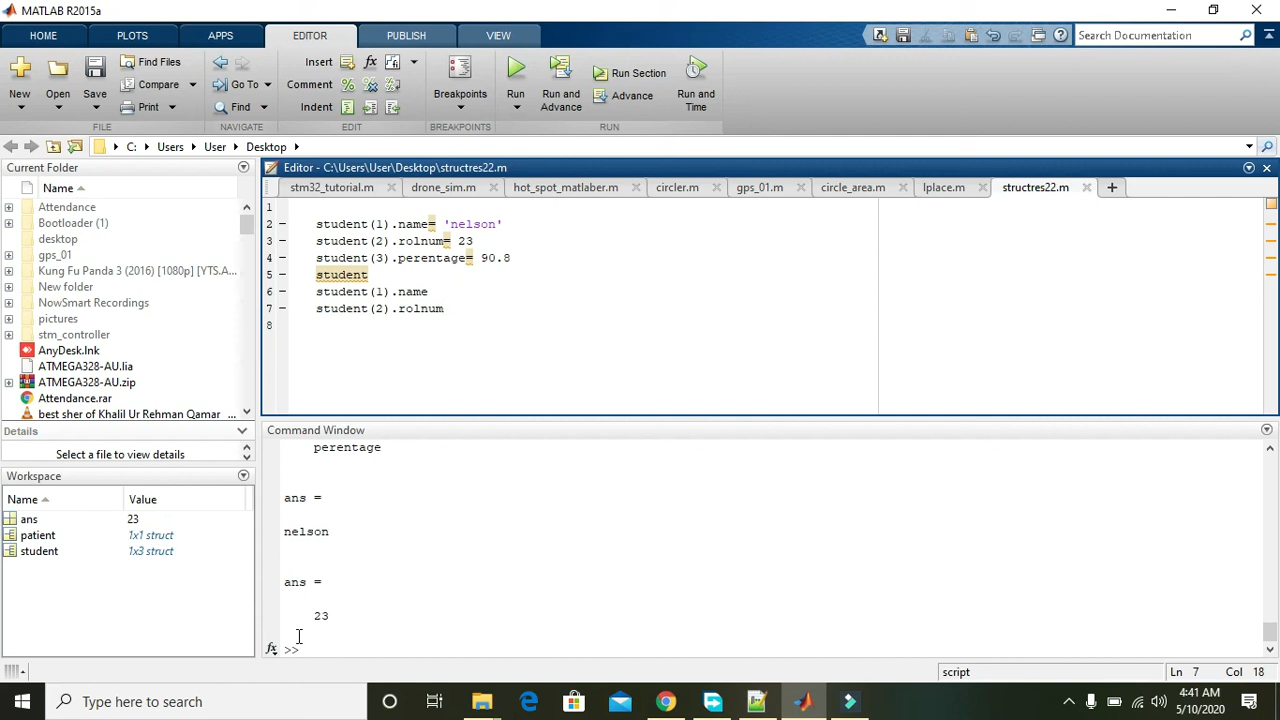 MATLAB R2015a
HOME PLOTS APPS EDITOR PUBLISH VIEW Search Documentation
New Open Save Find Files Compare Print
Go To Find
Insert Comment Indent
Breakpoints
Run Run and Advance Run Section Advance Run and Time
FILE NAVIGATE EDIT BREAKPOINTS RUN
C: Users User Desktop
Current Folder
Name
Attendance
Bootloader (1)
desktop
gps_01
Kung Fu Panda 3 (2016) [1080p] [YTS.A...
New folder
NowSmart Recordings
pictures
stm_controller
AnyDesk.lnk
ATMEGA328-AU.lia
ATMEGA328-AU.zip
Attendance.rar
best sher of Khalil Ur Rehman Qamar ...
Details
Select a file to view details
Workspace
Name Value
ans 23
patient 1x1 struct
student 1x3 struct
Editor - C:\Users\User\Desktop\structres22.m
stm32_tutorial.m drone_sim.m hot_spot_matlaber.m circler.m gps_01.m circle_area.m lplace.m structres22.m
1
2 student(1).name= 'nelson'
3 student(2).rolnum= 23
4 student(3).perentage= 90.8
5 student
6 student(1).name
7 student(2).rolnum
8
Command Window
perentage
ans =
nelson
ans =
23
fx >>
script Ln 7 Col 18
Type here to search
4:41 AM
5/10/2020